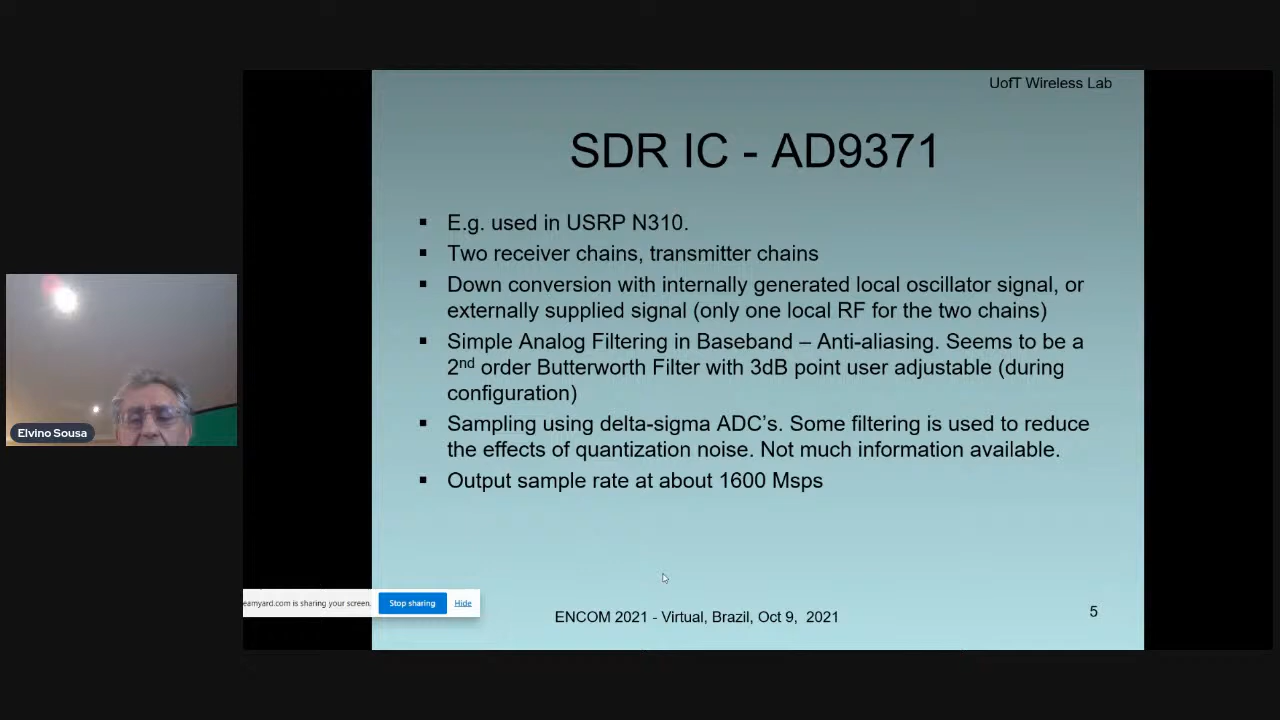 UofT Wireless Lab
SDR IC - AD9371
▪ E.g. used in USRP N310.
▪ Two receiver chains, transmitter chains
▪ Down conversion with internally generated local oscillator signal, or
externally supplied signal (only one local RF for the two chains)
▪ Simple Analog Filtering in Baseband – Anti-aliasing. Seems to be a
2nd order Butterworth Filter with 3dB point user adjustable (during
configuration)
▪ Sampling using delta-sigma ADC's. Some filtering is used to reduce
the effects of quantization noise. Not much information available.
▪ Output sample rate at about 1600 Msps
Elvino Sousa
eamyard.com is sharing your screen. Stop sharing Hide
ENCOM 2021 - Virtual, Brazil, Oct 9, 2021
5